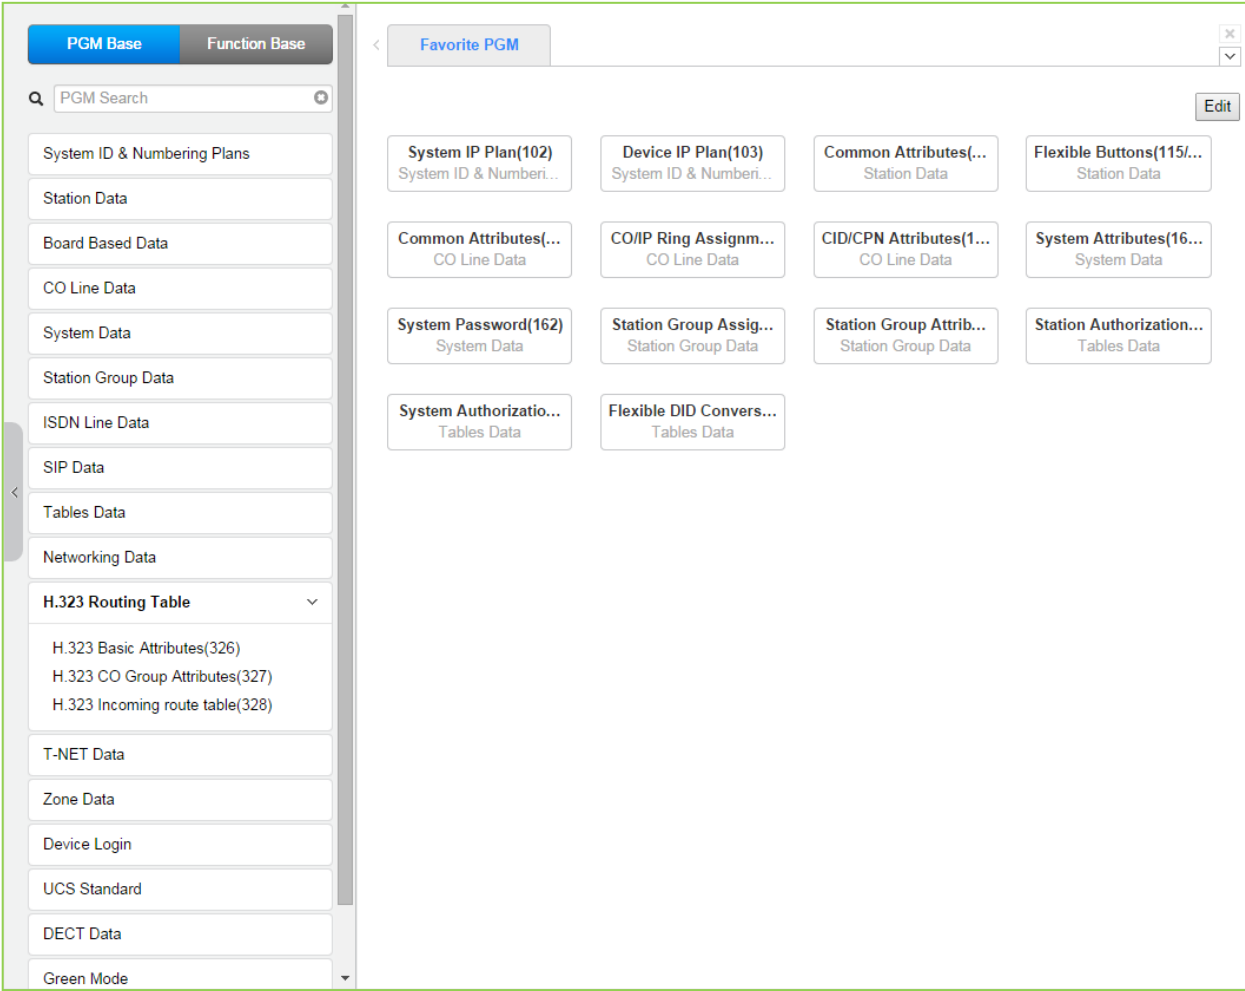 PGM Base
Function Base
PGM Search
System ID & Numbering Plans
Station Data
Board Based Data
CO Line Data
System Data
Station Group Data
ISDN Line Data
SIP Data
Tables Data
Networking Data
H.323 Routing Table
H.323 Basic Attributes(326)
H.323 CO Group Attributes(327)
H.323 Incoming route table(328)
T-NET Data
Zone Data
Device Login
UCS Standard
DECT Data
Green Mode
Favorite PGM
Edit
System IP Plan(102)
System ID & Numberi...
Device IP Plan(103)
System ID & Numberi...
Common Attributes(...
Station Data
Flexible Buttons(115/...
Station Data
Common Attributes(...
CO Line Data
CO/IP Ring Assignm...
CO Line Data
CID/CPN Attributes(1...
CO Line Data
System Attributes(16...
System Data
System Password(162)
System Data
Station Group Assig...
Station Group Data
Station Group Attrib...
Station Group Data
Station Authorization...
Tables Data
System Authorizatio...
Tables Data
Flexible DID Convers...
Tables Data